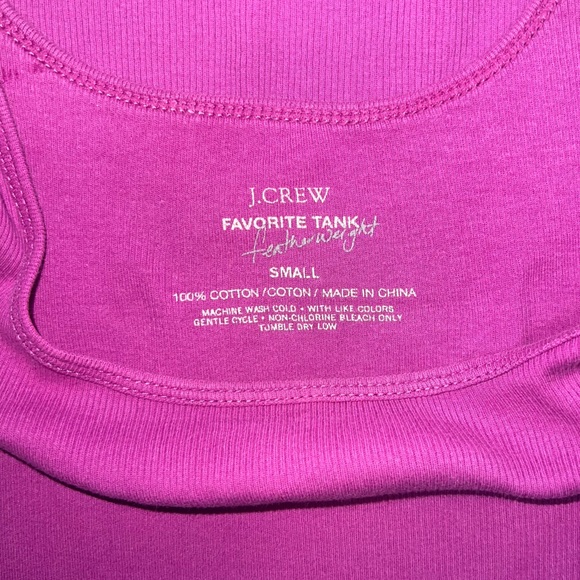 J.CREW
FAVORITE TANK
featherweight
SMALL
100% COTTON / COTON / MADE IN CHINA
MACHINE WASH COLD • WITH LIKE COLORS
GENTLE CYCLE • NON-CHLORINE BLEACH ONLY
TUMBLE DRY LOW